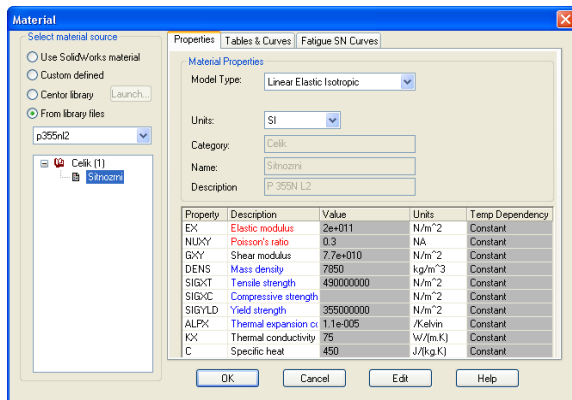 Material
Select material source
Use SolidWorks material
Custom defined
Centor library
Launch...
From library files
p355nl2
Celik (1)
Sitnozrni
Properties
Tables & Curves
Fatigue SN Curves
Material Properties
Model Type:
Linear Elastic Isotropic
Units:
SI
Category:
Celik
Name:
Sitnozrni
Description
P 355N L2
Property Description Value Units Temp Dependency
EX Elastic modulus 2e+011 N/m^2 Constant
NUXY Poisson's ratio 0.3 NA Constant
GXY Shear modulus 7.7e+010 N/m^2 Constant
DENS Mass density 7850 kg/m^3 Constant
SIGXT Tensile strength 490000000 N/m^2 Constant
SIGXC Compressive strength N/m^2 Constant
SIGYLD Yield strength 355000000 N/m^2 Constant
ALPX Thermal expansion co 1.1e-005 /Kelvin Constant
KX Thermal conductivity 75 W/(m.K) Constant
C Specific heat 450 J/(kg.K) Constant
OK
Cancel
Edit
Help